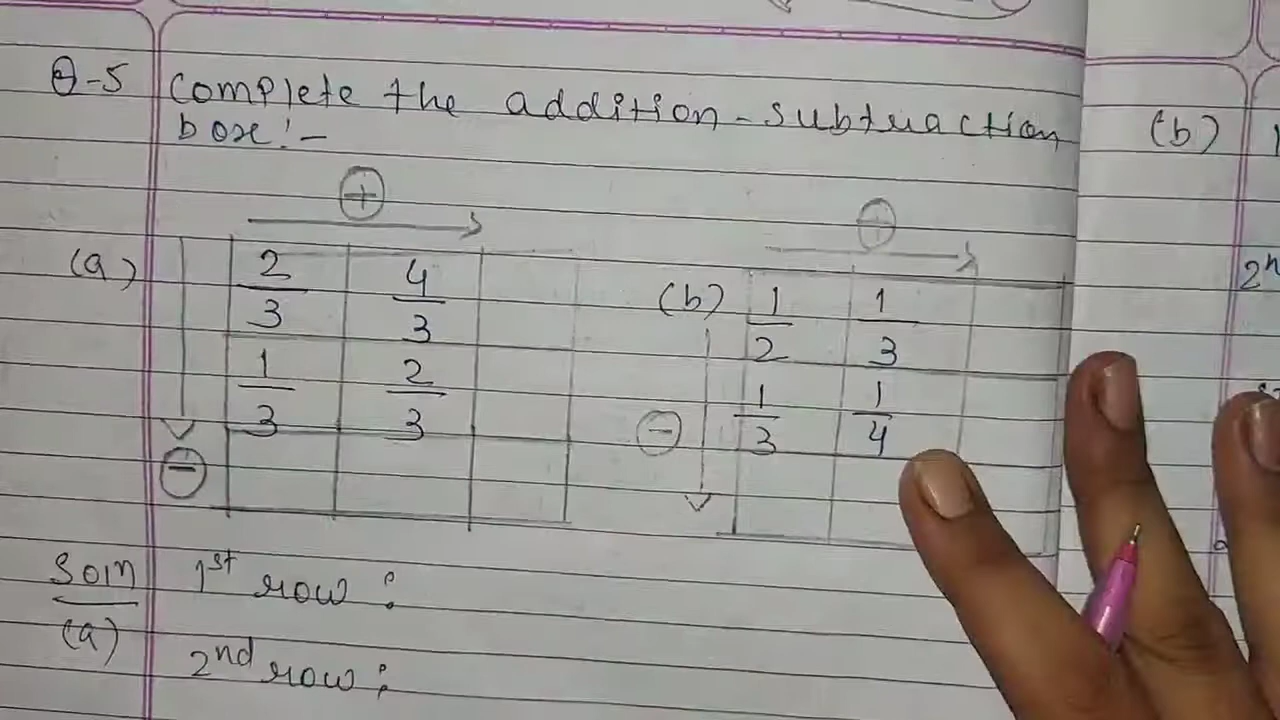 Q-5 Complete the addition-subtraction
box:-
(a) + 
2/3 4/3
1/3 2/3
−
(b) +
1/2 1/3
1/3 1/4
−
Soln
(a)
1st row:
2nd row:
(b)